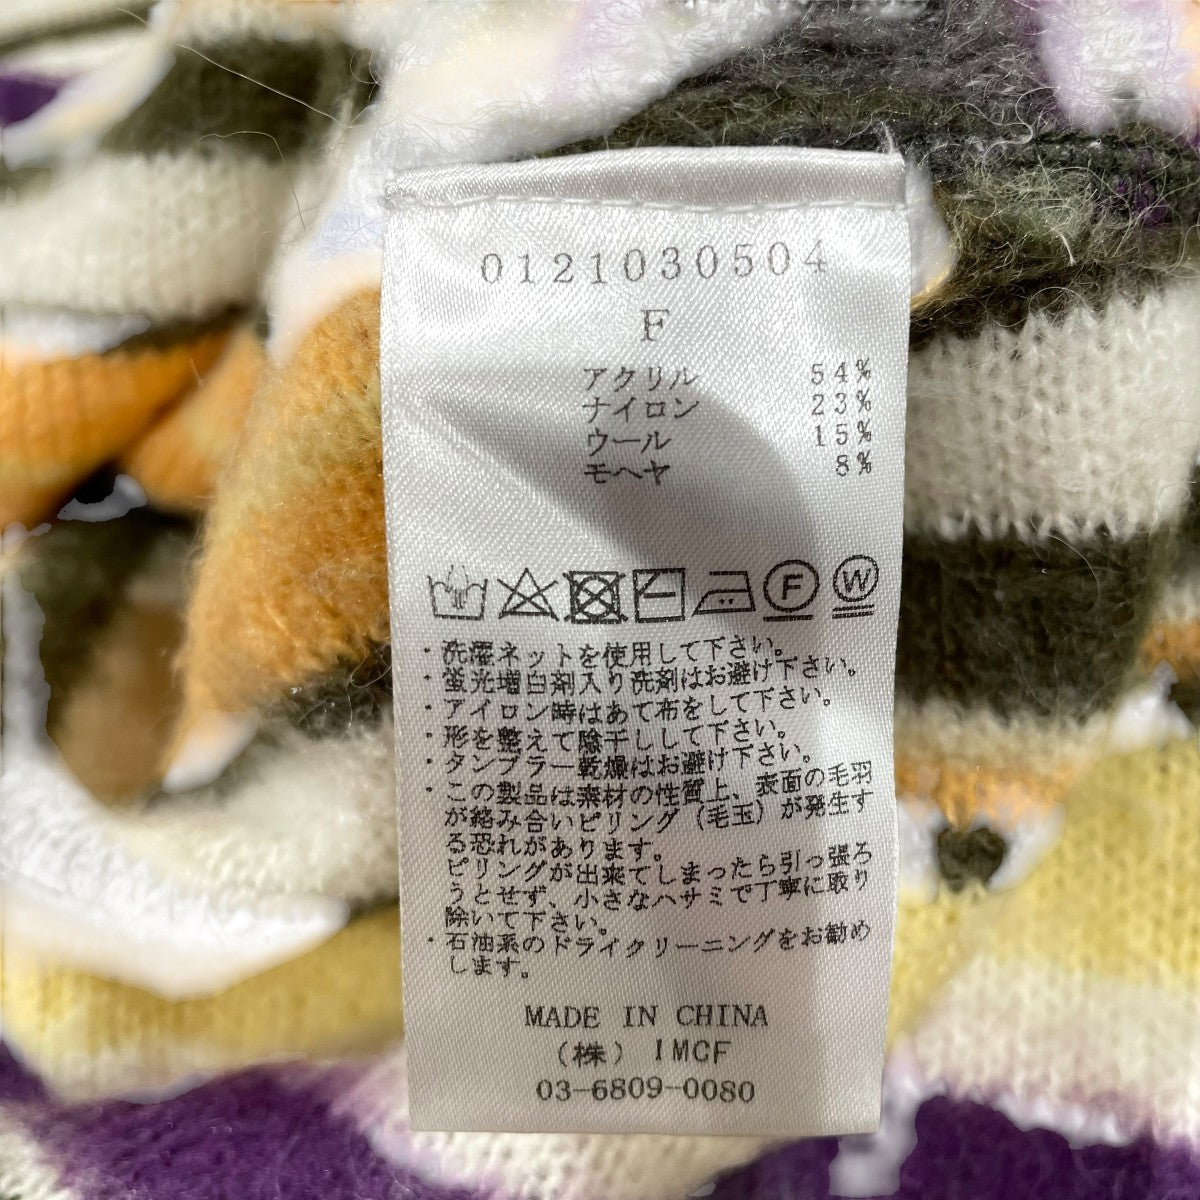 0121030504
F
アクリル 54%
ナイロン 23%
ウール 15%
モヘヤ 8%
F W
・洗濯ネットを使用して下さい。
・蛍光増白剤入り洗剤はお避け下さい。
・アイロン時はあて布をして下さい。
・形を整えて陰干しして下さい。
・タンブラー乾燥はお避け下さい。
・この製品は素材の性質上、表面の毛羽
が絡み合いピリング(毛玉)が発生す
る恐れがあります。
ピリングが出来てしまったら引っ張ろ
うとせず、小さなハサミで丁寧に取り
除いて下さい。
・石油系のドライクリーニングをお勧め
します。
MADE IN CHINA
(株) IMCF
03-6809-0080